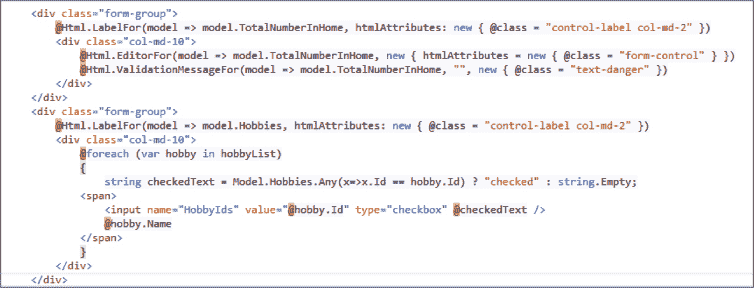 <div class="form-group">
@Html.LabelFor(model => model.TotalNumberInHome, htmlAttributes: new { @class = "control-label col-md-2" })
<div class="col-md-10">
@Html.EditorFor(model => model.TotalNumberInHome, new { htmlAttributes = new { @class = "form-control" } })
@Html.ValidationMessageFor(model => model.TotalNumberInHome, "", new { @class = "text-danger" })
</div>
</div>
<div class="form-group">
@Html.LabelFor(model => model.Hobbies, htmlAttributes: new { @class = "control-label col-md-2" })
<div class="col-md-10">
@foreach (var hobby in hobbyList)
{
string checkedText = Model.Hobbies.Any(x=>x.Id == hobby.Id) ? "checked" : string.Empty;
<span>
<input name="HobbyIds" value="@hobby.Id" type="checkbox" @checkedText />
@hobby.Name
</span>
}
</div>
</div>